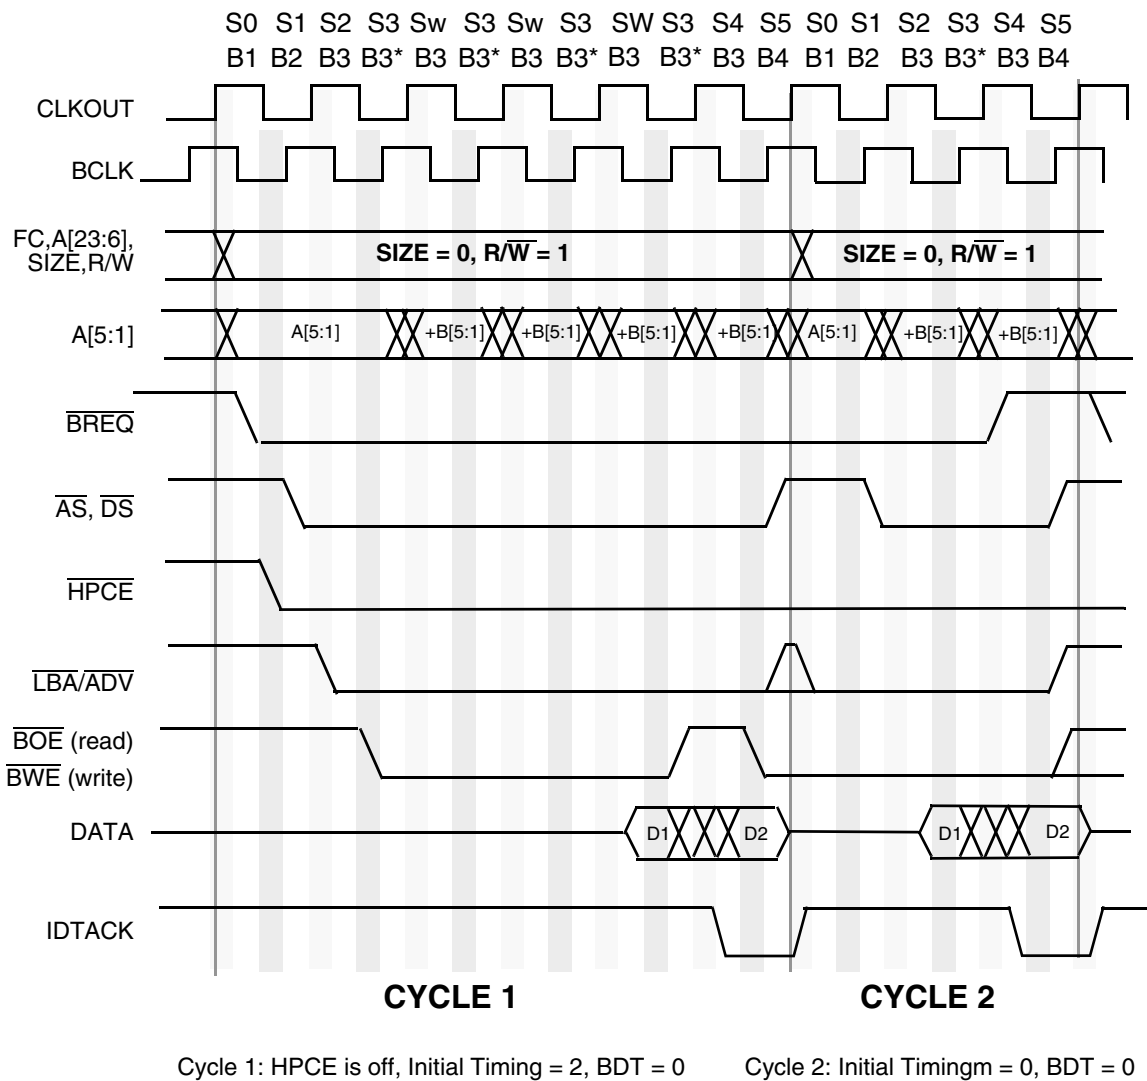 S0 S1 S2 S3 Sw S3 Sw S3 SW S3 S4 S5 S0 S1 S2 S3 S4 S5
B1 B2 B3 B3* B3 B3* B3 B3* B3 B3* B3 B4 B1 B2 B3 B3* B3 B4
CLKOUT
BCLK
FC,A[23:6],
SIZE,R/W
SIZE = 0, R/W = 1
SIZE = 0, R/W = 1
A[5:1]
A[5:1] +B[5:1] +B[5:1] +B[5:1] +B[5:1] A[5:1] +B[5:1] +B[5:1]
BREQ
AS, DS
HPCE
LBA/ADV
BOE (read)
BWE (write)
DATA
D1 D2 D1 D2
IDTACK
CYCLE 1 CYCLE 2
Cycle 1: HPCE is off, Initial Timing = 2, BDT = 0 Cycle 2: Initial Timingm = 0, BDT = 0